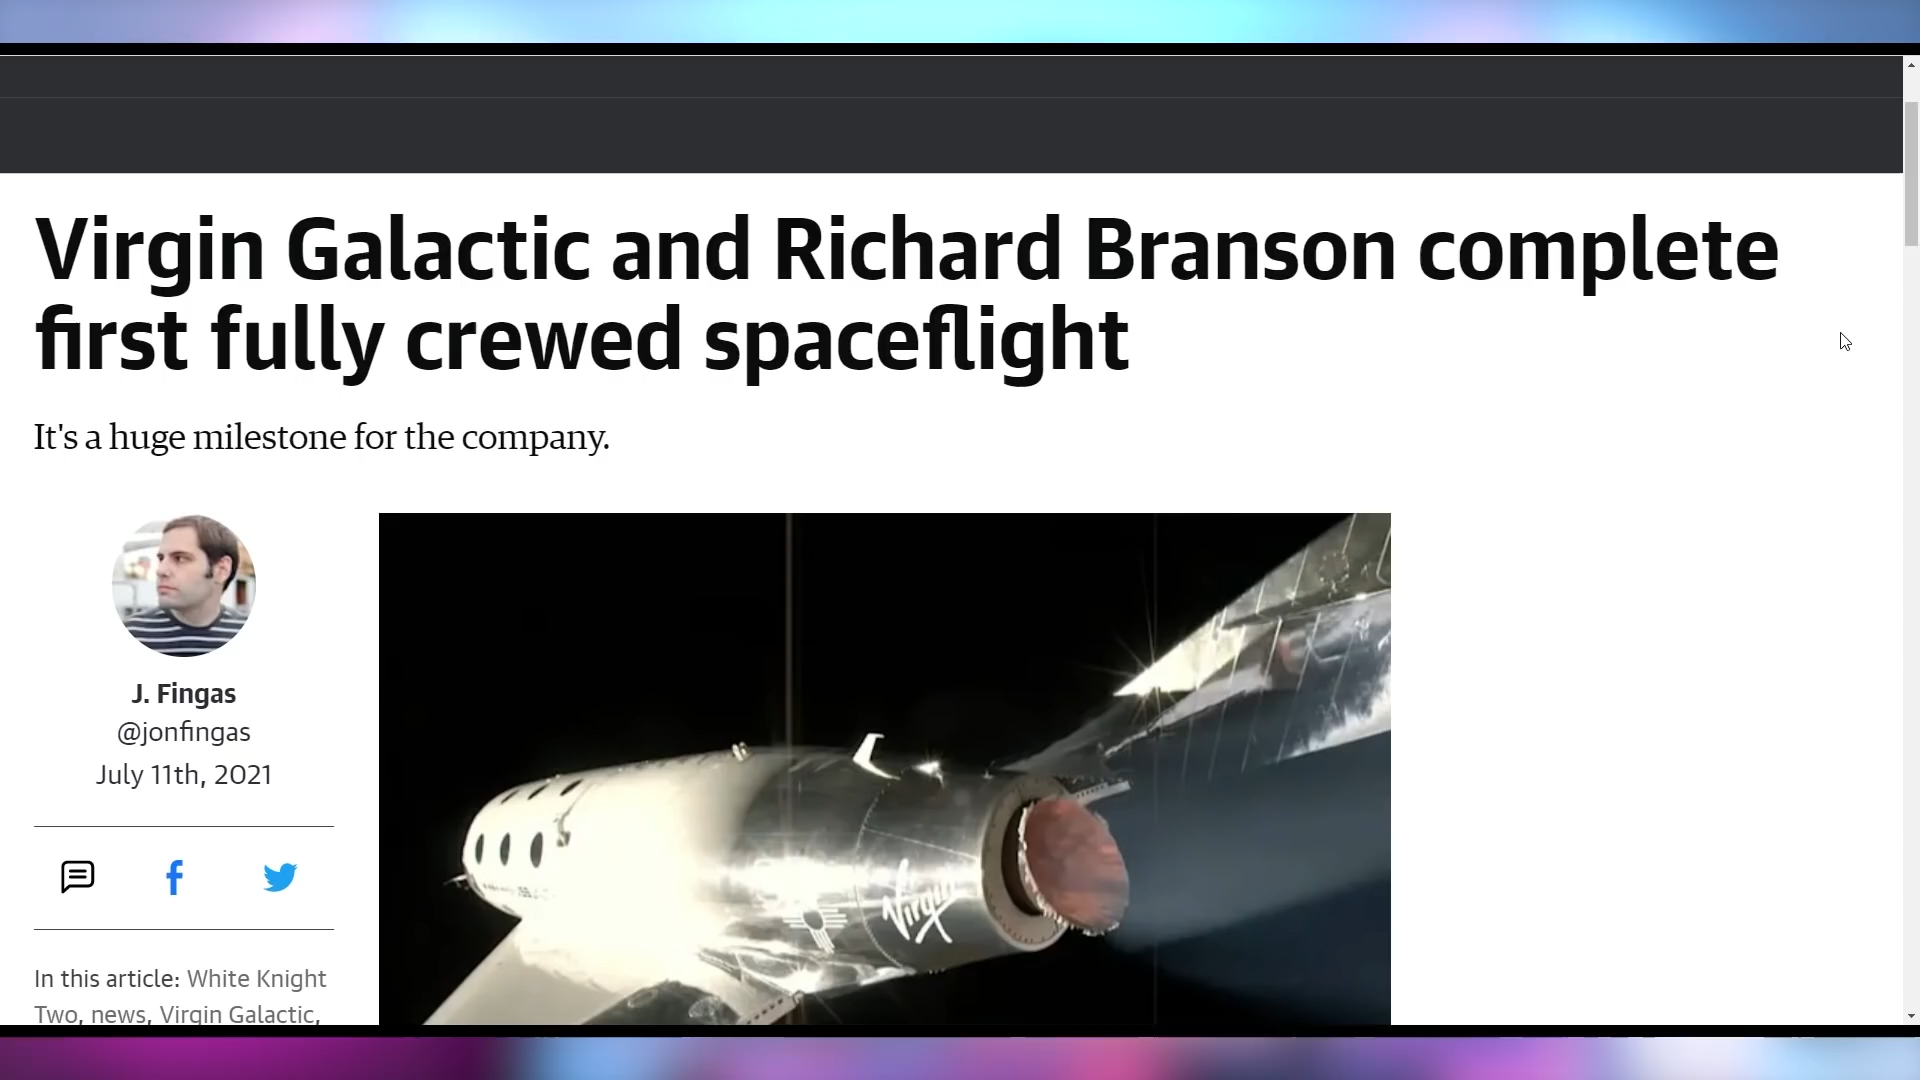 Virgin Galactic and Richard Branson complete
first fully crewed spaceflight
It's a huge milestone for the company.
J. Fingas
@jonfingas
July 11th, 2021
In this article: White Knight
Two, news, Virgin Galactic,
Virgin